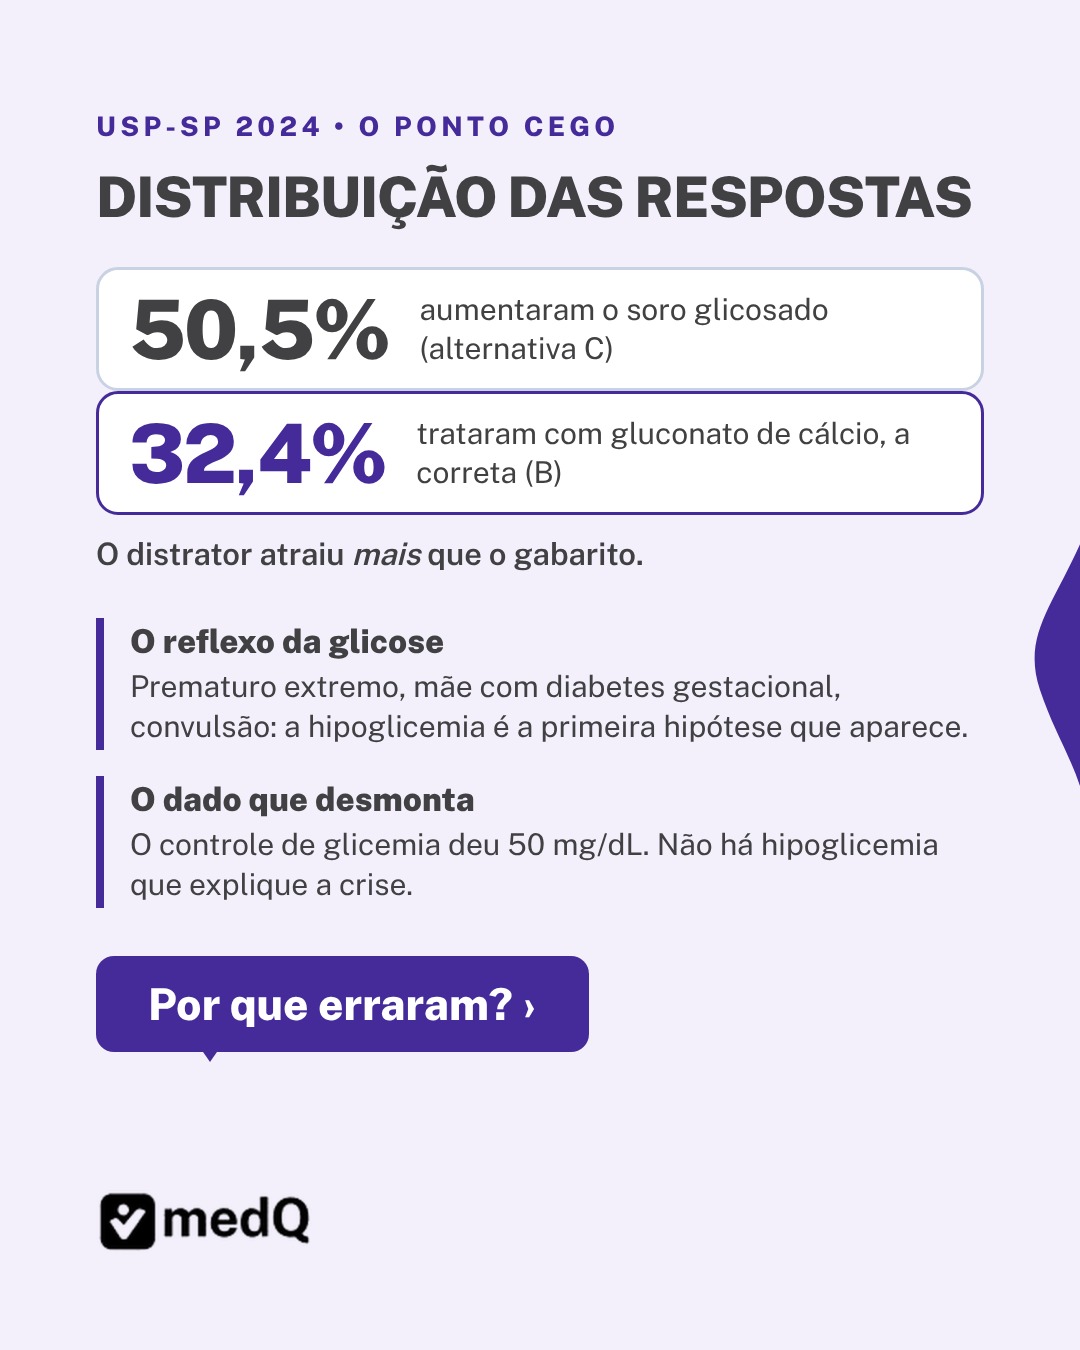 USP-SP 2024 • O PONTO CEGO
DISTRIBUIÇÃO DAS RESPOSTAS
50,5%
aumentaram o soro glicosado
(alternativa C)
32,4%
trataram com gluconato de cálcio, a
correta (B)
O distrator atraiu mais que o gabarito.
O reflexo da glicose
Prematuro extremo, mãe com diabetes gestacional,
convulsão: a hipoglicemia é a primeira hipótese que aparece.
O dado que desmonta
O controle de glicemia deu 50 mg/dL. Não há hipoglicemia
que explique a crise.
Por que erraram? ›
medQ